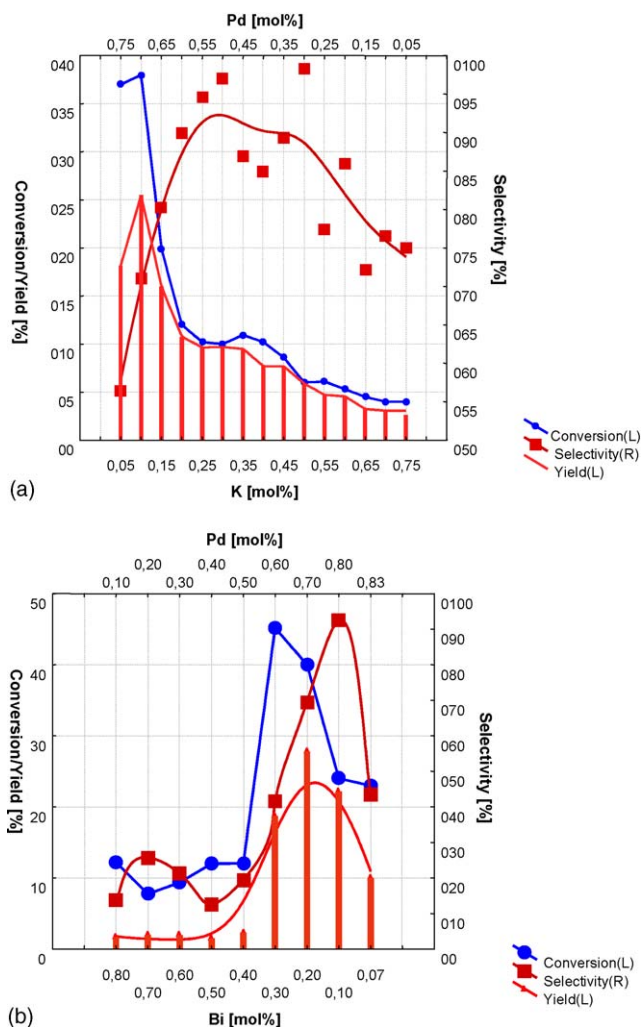 Pd [mol%]
0,75 0,65 0,55 0,45 0,35 0,25 0,15 0,05
040 0100
035 095
030 090
085
025 080
020 075
015 070
010 065
05 060
00 055
050
Conversion/Yield [%]
Selectivity [%]
0,05 0,15 0,25 0,35 0,45 0,55 0,65 0,75
K [mol%]
(a)
Conversion(L)
Selectivity(R)
Yield(L)
Pd [mol%]
0,20 0,40 0,60 0,80
0,10 0,30 0,50 0,70 0,83
50 0100
090
40 080
070
30 060
050
20 040
030
10 020
010
0 00
Conversion/Yield [%]
Selectivity [%]
0,80 0,60 0,40 0,20 0,07
0,70 0,50 0,30 0,10
Bi [mol%]
(b)
Conversion(L)
Selectivity(R)
Yield(L)